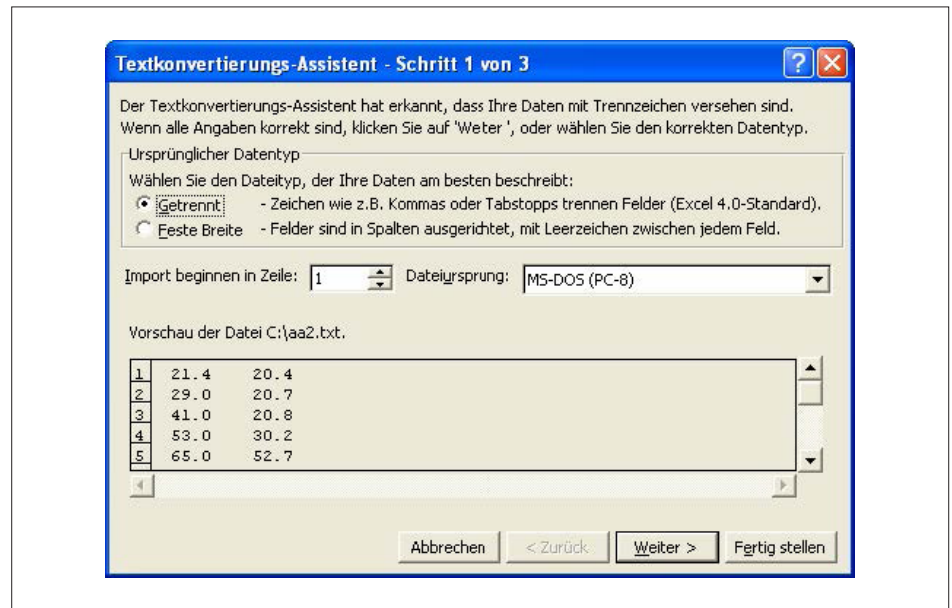 Textkonvertierungs-Assistent - Schritt 1 von 3
Der Textkonvertierungs-Assistent hat erkannt, dass Ihre Daten mit Trennzeichen versehen sind.
Wenn alle Angaben korrekt sind, klicken Sie auf 'Weter ', oder wählen Sie den korrekten Datentyp.
Ursprünglicher Datentyp
Wählen Sie den Dateityp, der Ihre Daten am besten beschreibt:
Getrennt - Zeichen wie z.B. Kommas oder Tabstopps trennen Felder (Excel 4.0-Standard).
Feste Breite - Felder sind in Spalten ausgerichtet, mit Leerzeichen zwischen jedem Feld.
Import beginnen in Zeile: 1 Dateiursprung: MS-DOS (PC-8)
Vorschau der Datei C:\aa2.txt.
1 21.4 20.4
2 29.0 20.7
3 41.0 20.8
4 53.0 30.2
5 65.0 52.7
Abbrechen < Zurück Weiter > Fertig stellen